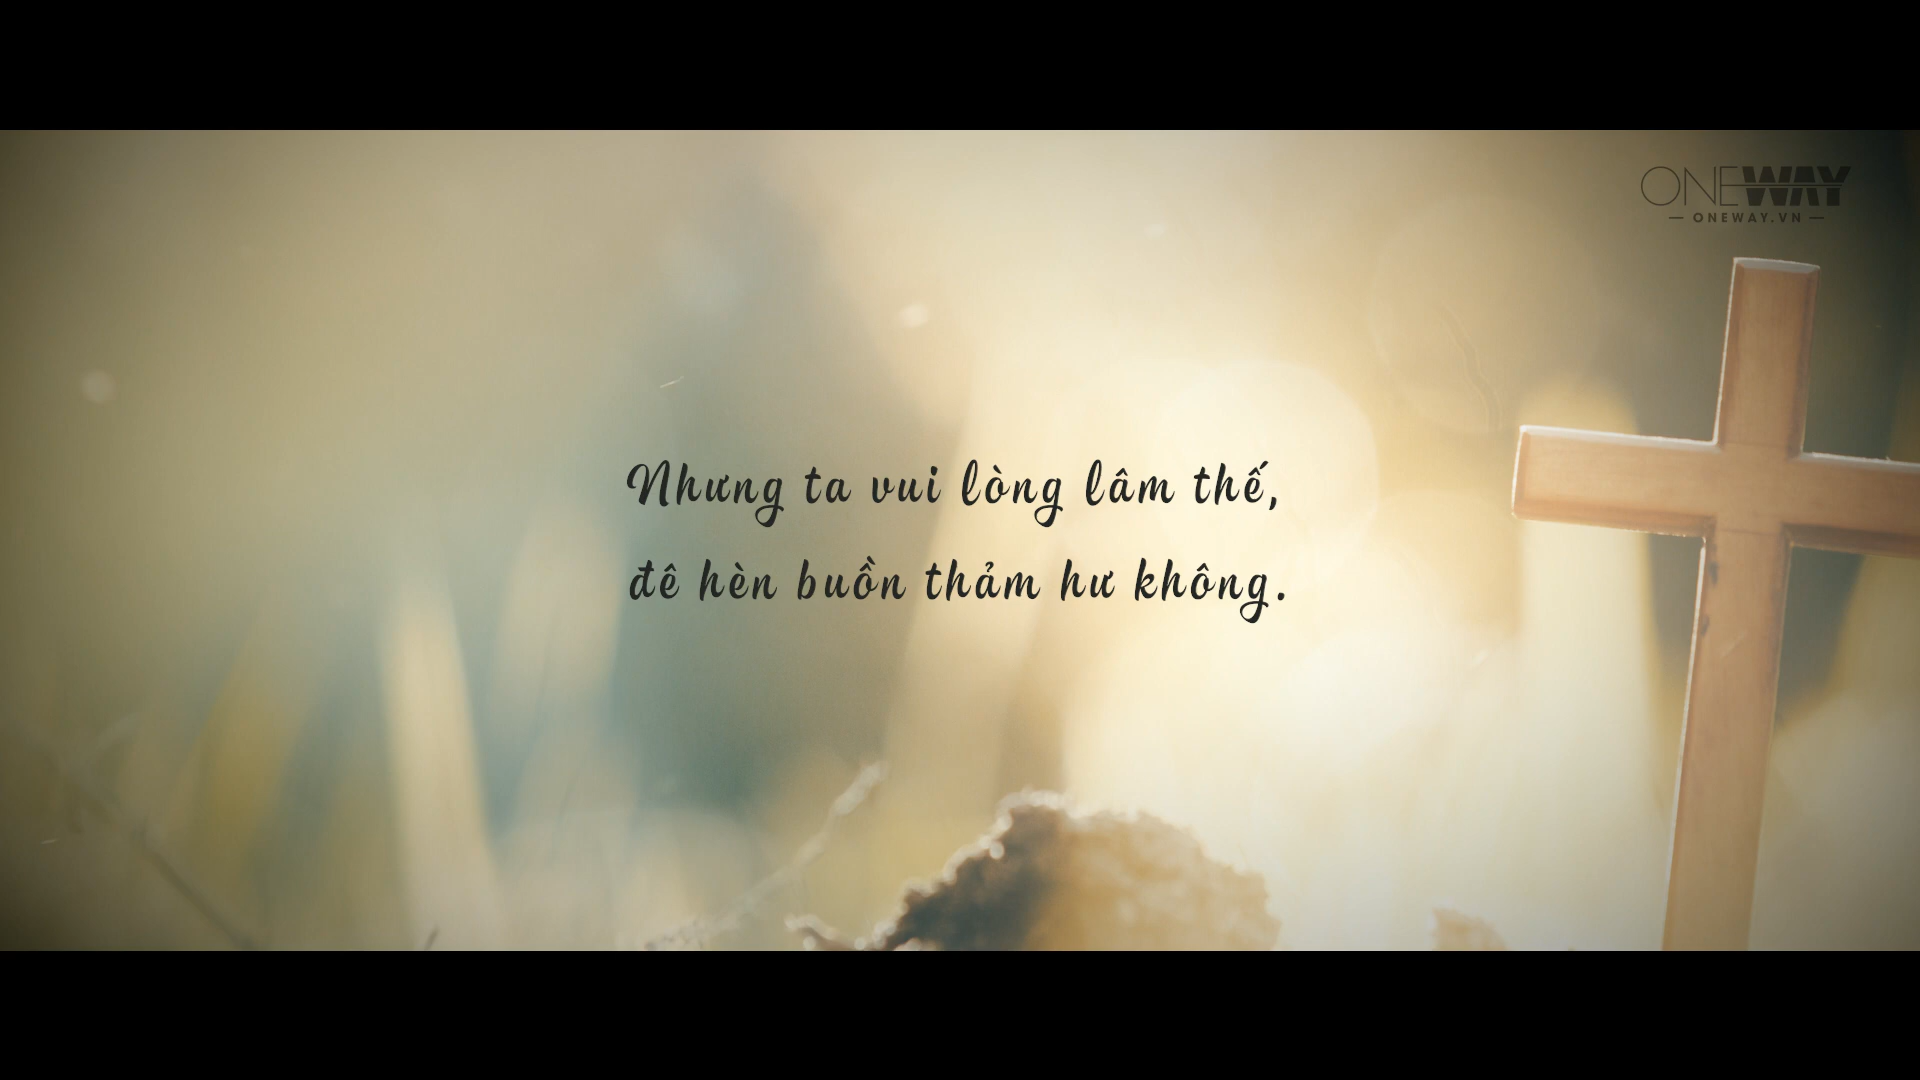 ONEWAY
ONEWAY.VN
Nhưng ta vui lòng lâm thế,
đê hèn buồn thảm hư không.